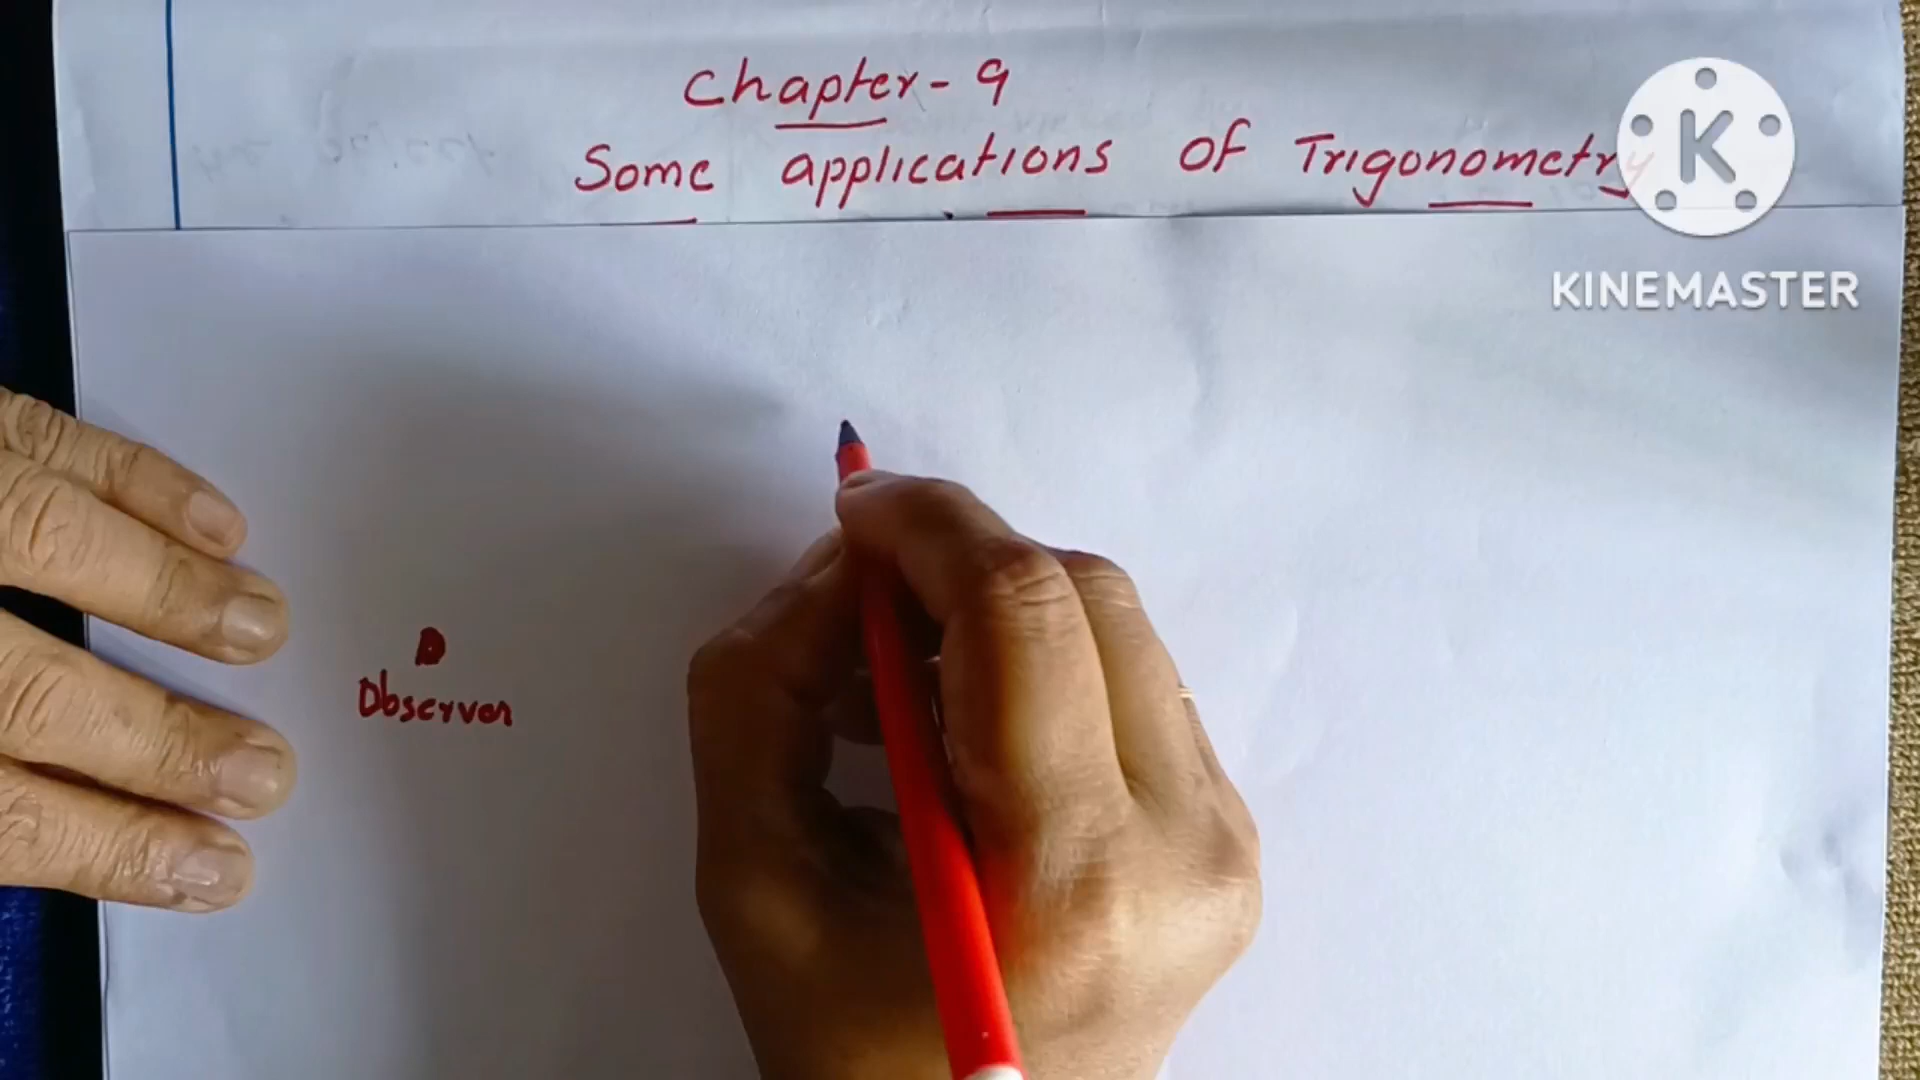 Chapter - 9
Some applications of Trigonometry
K
KINEMASTER
Observer